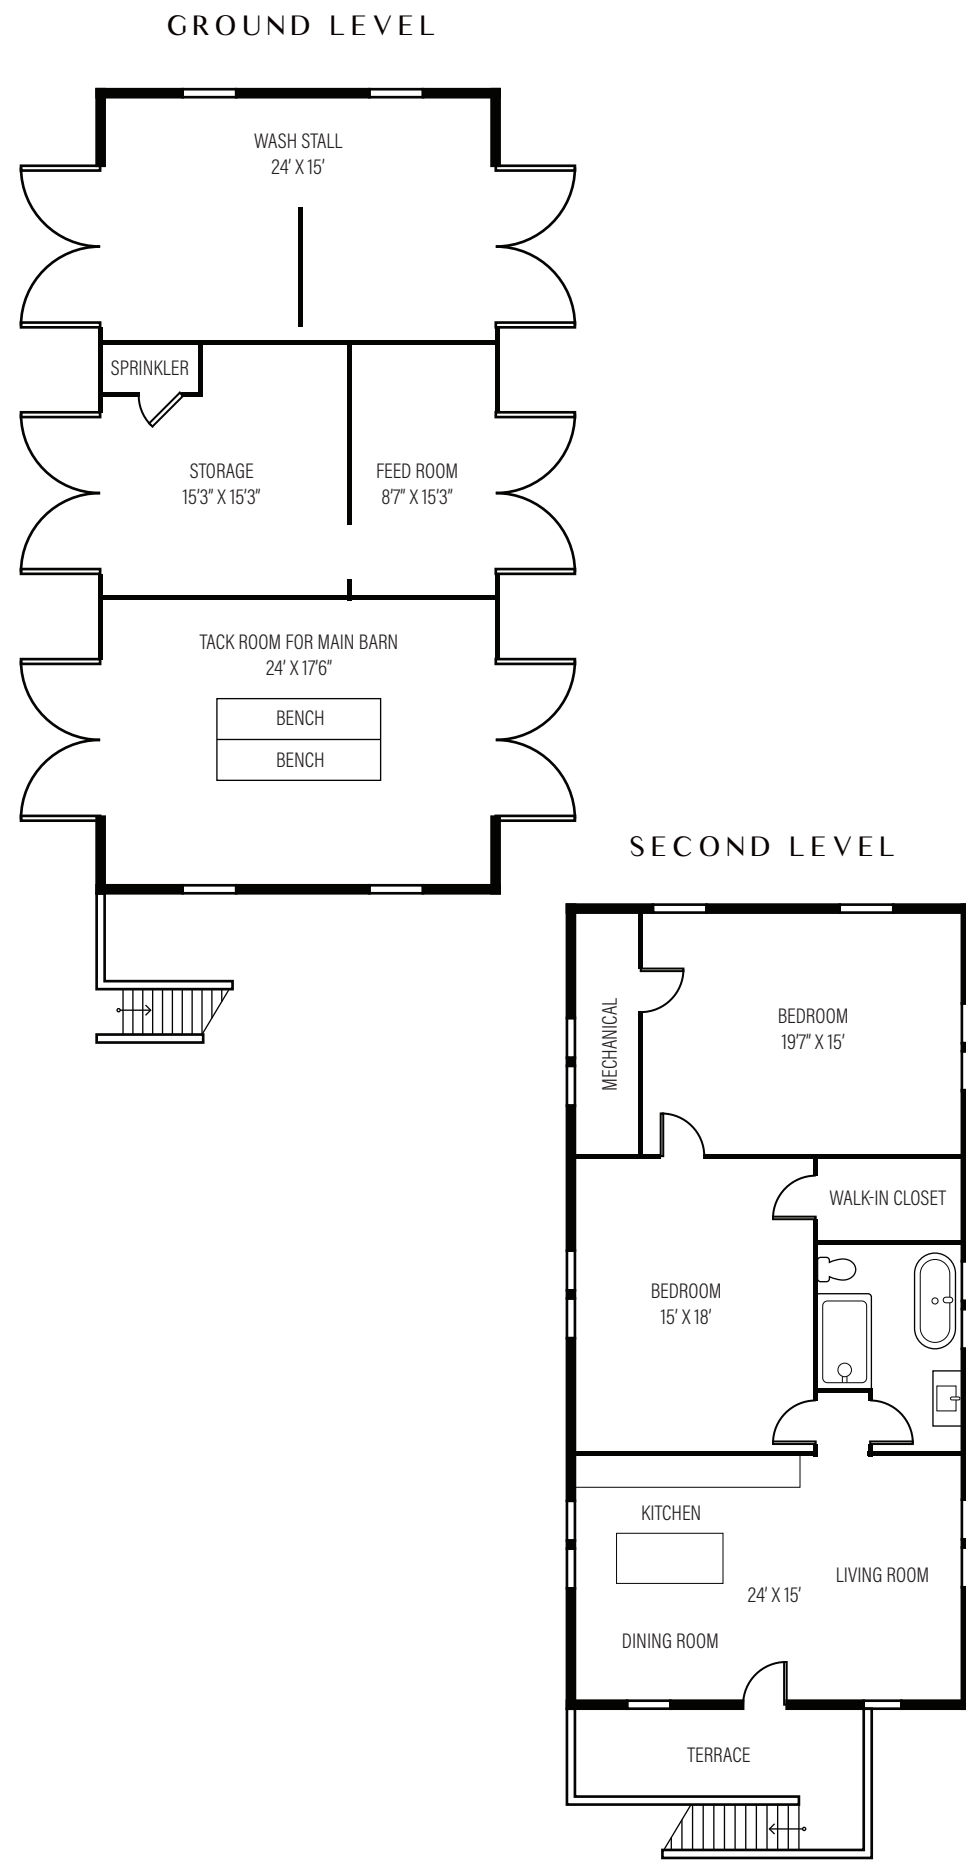 GROUND LEVEL
WASH STALL
24' X 15'
SPRINKLER
STORAGE
15'3" X 15'3"
FEED ROOM
8'7" X 15'3"
TACK ROOM FOR MAIN BARN
24' X 17'6"
BENCH
BENCH
SECOND LEVEL
MECHANICAL
BEDROOM
19'7" X 15'
WALK-IN CLOSET
BEDROOM
15' X 18'
KITCHEN
LIVING ROOM
24' X 15'
DINING ROOM
TERRACE